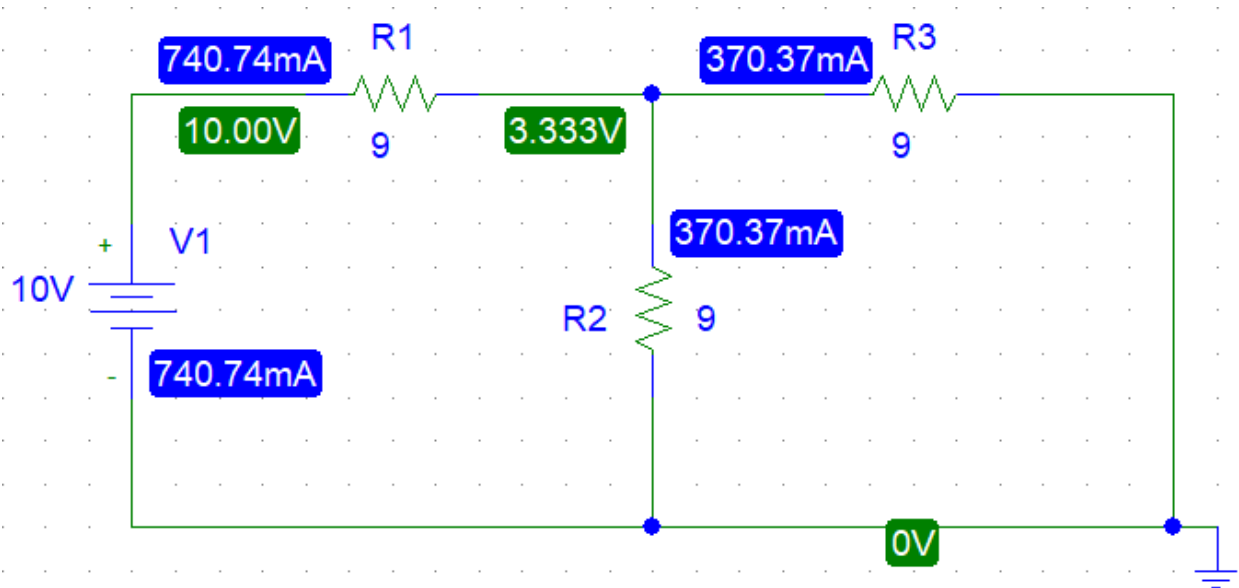 R1
R3
740.74mA
370.37mA
10.00V
3.333V
9
9
370.37mA
+
V1
10V
R2
9
-
740.74mA
0V